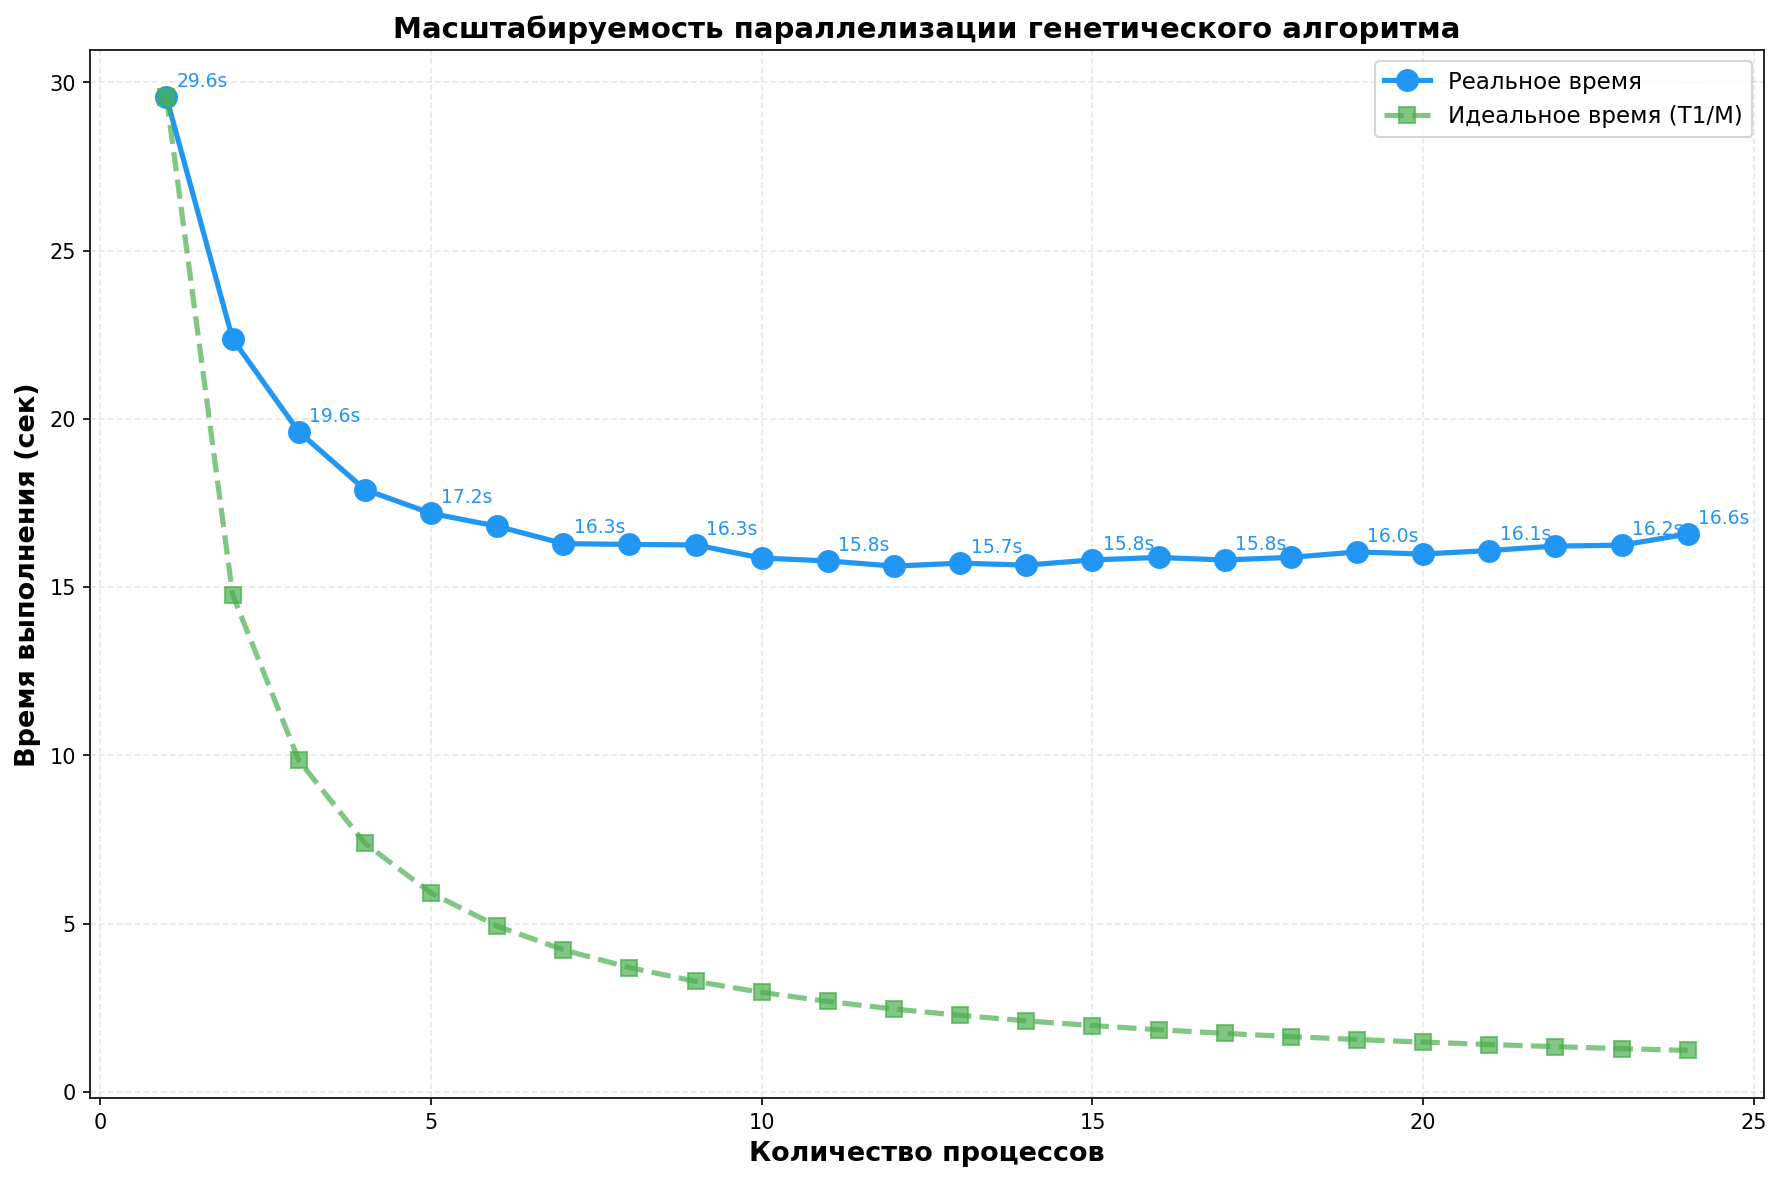 Масштабируемость параллелизации генетического алгоритма
Реальное время
Идеальное время (T1/M)
Время выполнения (сек)
30
25
20
15
10
5
0
29.6s
19.6s
17.2s
16.3s
16.3s
15.8s
15.7s
15.8s
15.8s
16.0s
16.1s
16.2s
16.6s
0
5
10
15
20
25
Количество процессов